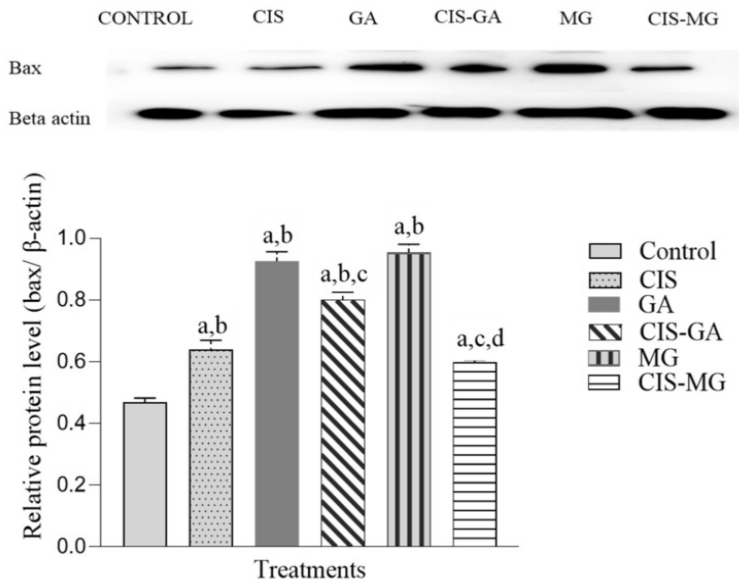 CONTROL CIS GA CIS-GA MG CIS-MG
Bax
Beta actin
Relative protein level (bax/ β-actin)
1.0
0.8
0.6
0.4
0.2
0.0
a,b
a,b
a,b,c
a,b
a,c,d
Treatments
Control
CIS
GA
CIS-GA
MG
CIS-MG